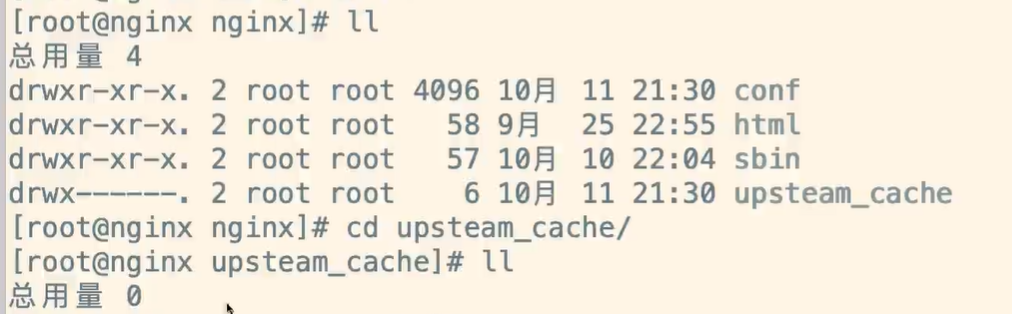 [root@nginx nginx]# ll
总用量 4
drwxr-xr-x. 2 root root 4096 10月 11 21:30 conf
drwxr-xr-x. 2 root root   58 9月  25 22:55 html
drwxr-xr-x. 2 root root   57 10月 10 22:04 sbin
drwx------. 2 root root    6 10月 11 21:30 upsteam_cache
[root@nginx nginx]# cd upsteam_cache/
[root@nginx upsteam_cache]# ll
总用量 0